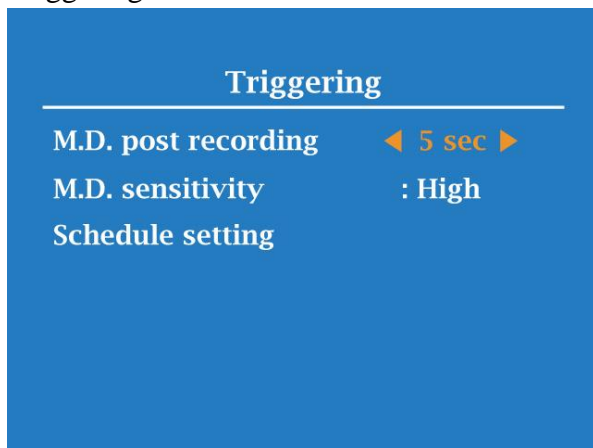 Triggering
M.D. post recording ◀ 5 sec ▶
M.D. sensitivity : High
Schedule setting